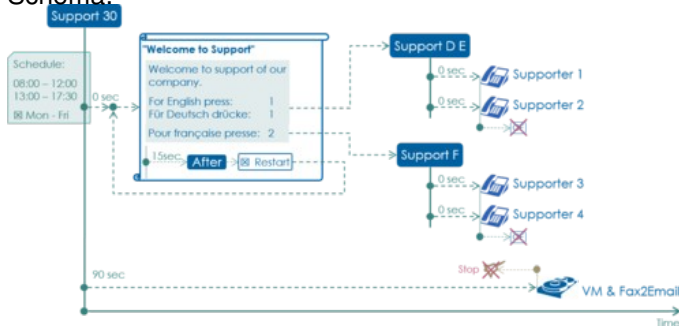 Schema:
Support 30
Schedule:
08:00 – 12:00
13:00 – 17:30
Mon - Fri
0 sec
"Welcome to Support"
Welcome to support of our
company.
For English press: 1
Für Deutsch drücke: 1
Pour française presse: 2
15sec
After
Restart
Support D E
0 sec
Supporter 1
0 sec
Supporter 2
Support F
0 sec
Supporter 3
0 sec
Supporter 4
90 sec
Stop
VM & Fax2Email
Time